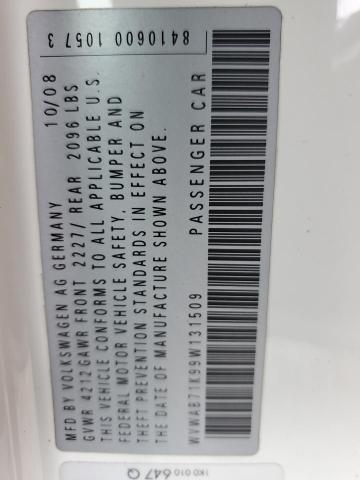 8410600 1057 3
MFD BY VOLKSWAGEN AG GERMANY 10/08
GVWR 4212 GAWR FRONT 2227/ REAR 2096 LBS
THIS VEHICLE CONFORMS TO ALL APPLICABLE U.S.
FEDERAL MOTOR VEHICLE SAFETY, BUMPER AND
THEFT PREVENTION STANDARDS IN EFFECT ON
THE DATE OF MANUFACTURE SHOWN ABOVE.
PASSENGER CAR
WVWAB71K99W131509
1K0 010 647 Q